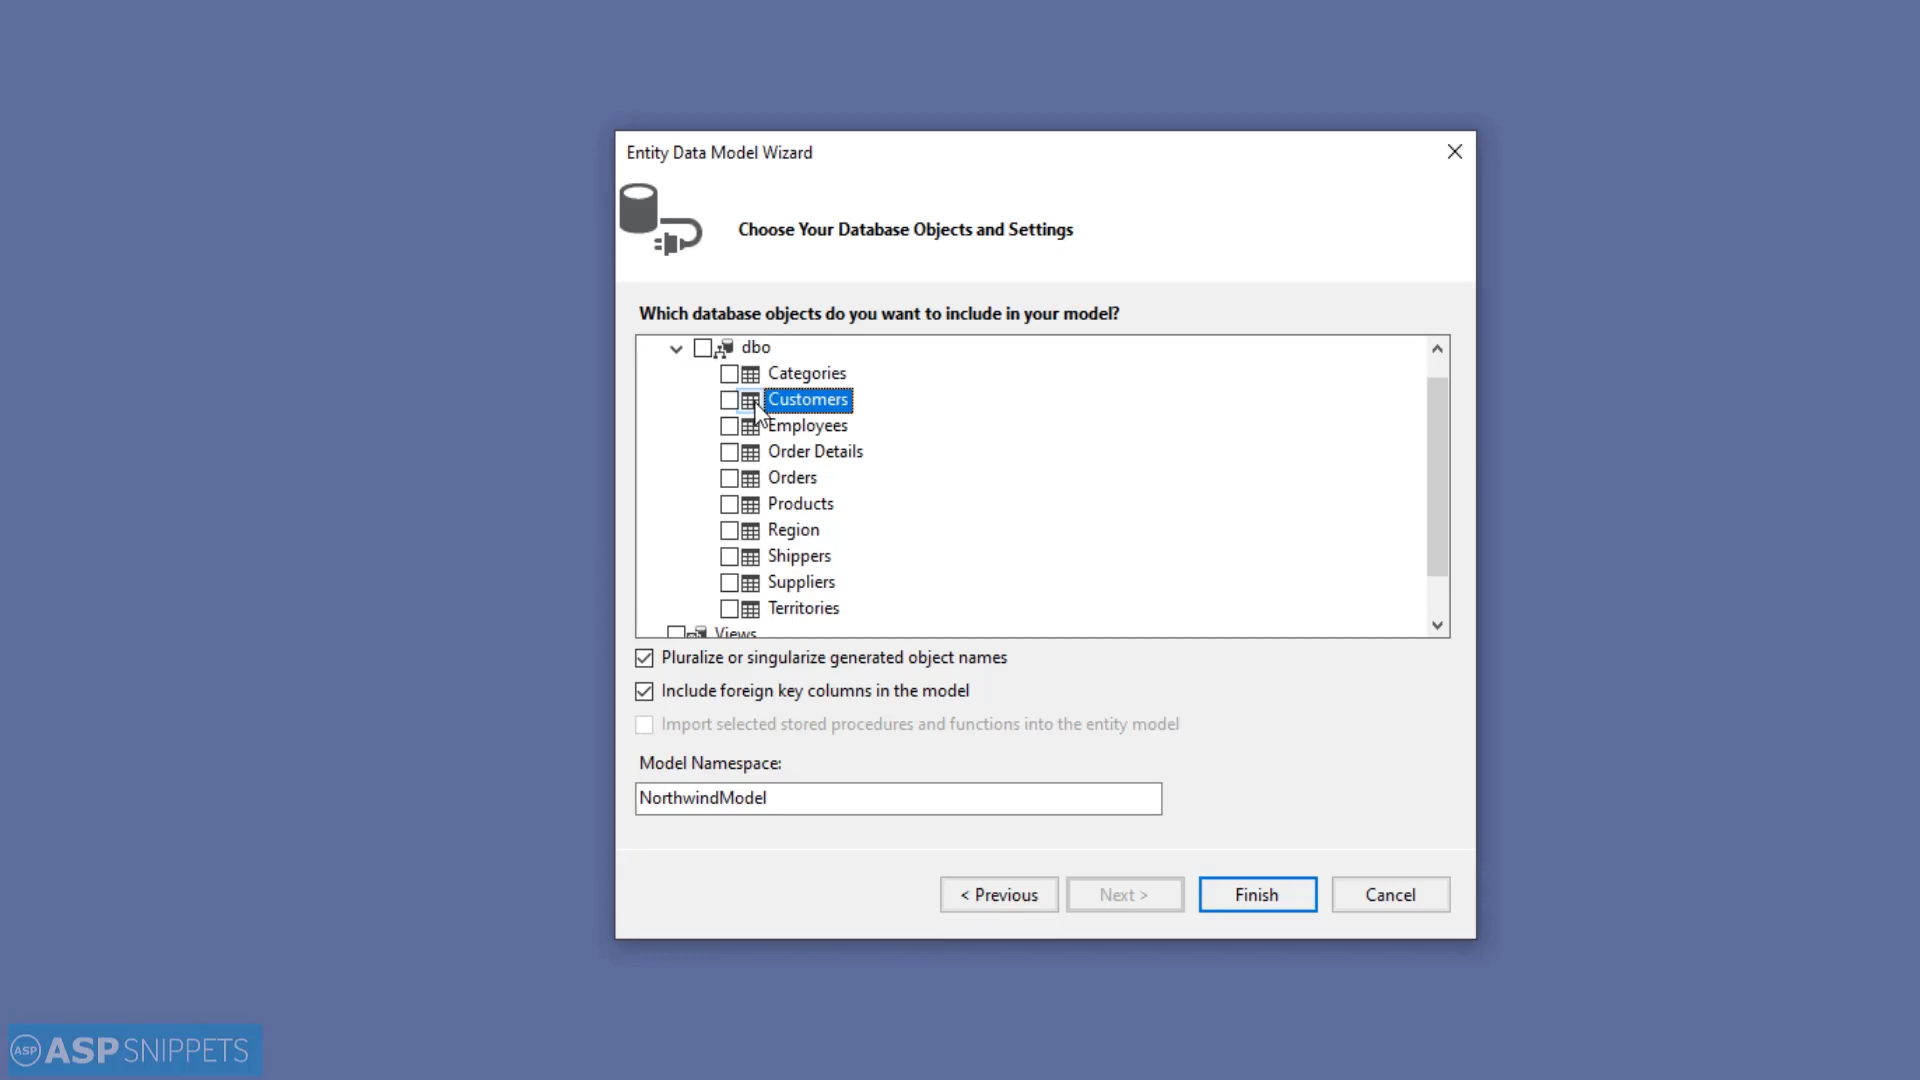 Entity Data Model Wizard
Choose Your Database Objects and Settings
Which database objects do you want to include in your model?
dbo
Categories
Customers
Employees
Order Details
Orders
Products
Region
Shippers
Suppliers
Territories
Views
Pluralize or singularize generated object names
Include foreign key columns in the model
Import selected stored procedures and functions into the entity model
Model Namespace:
NorthwindModel
< Previous
Next >
Finish
Cancel
ASP ASPSNIPPETS